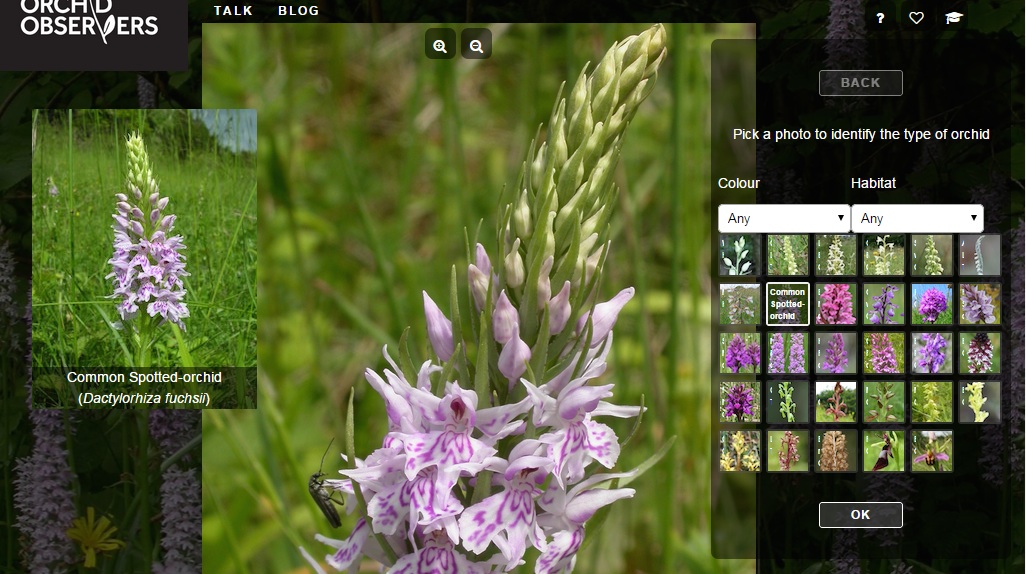 ORCHID
OBSERVERS
TALK BLOG
?
BACK
Pick a photo to identify the type of orchid
Colour Habitat
Any Any
Common
Spotted-
orchid
Common Spotted-orchid
(Dactylorhiza fuchsii)
OK